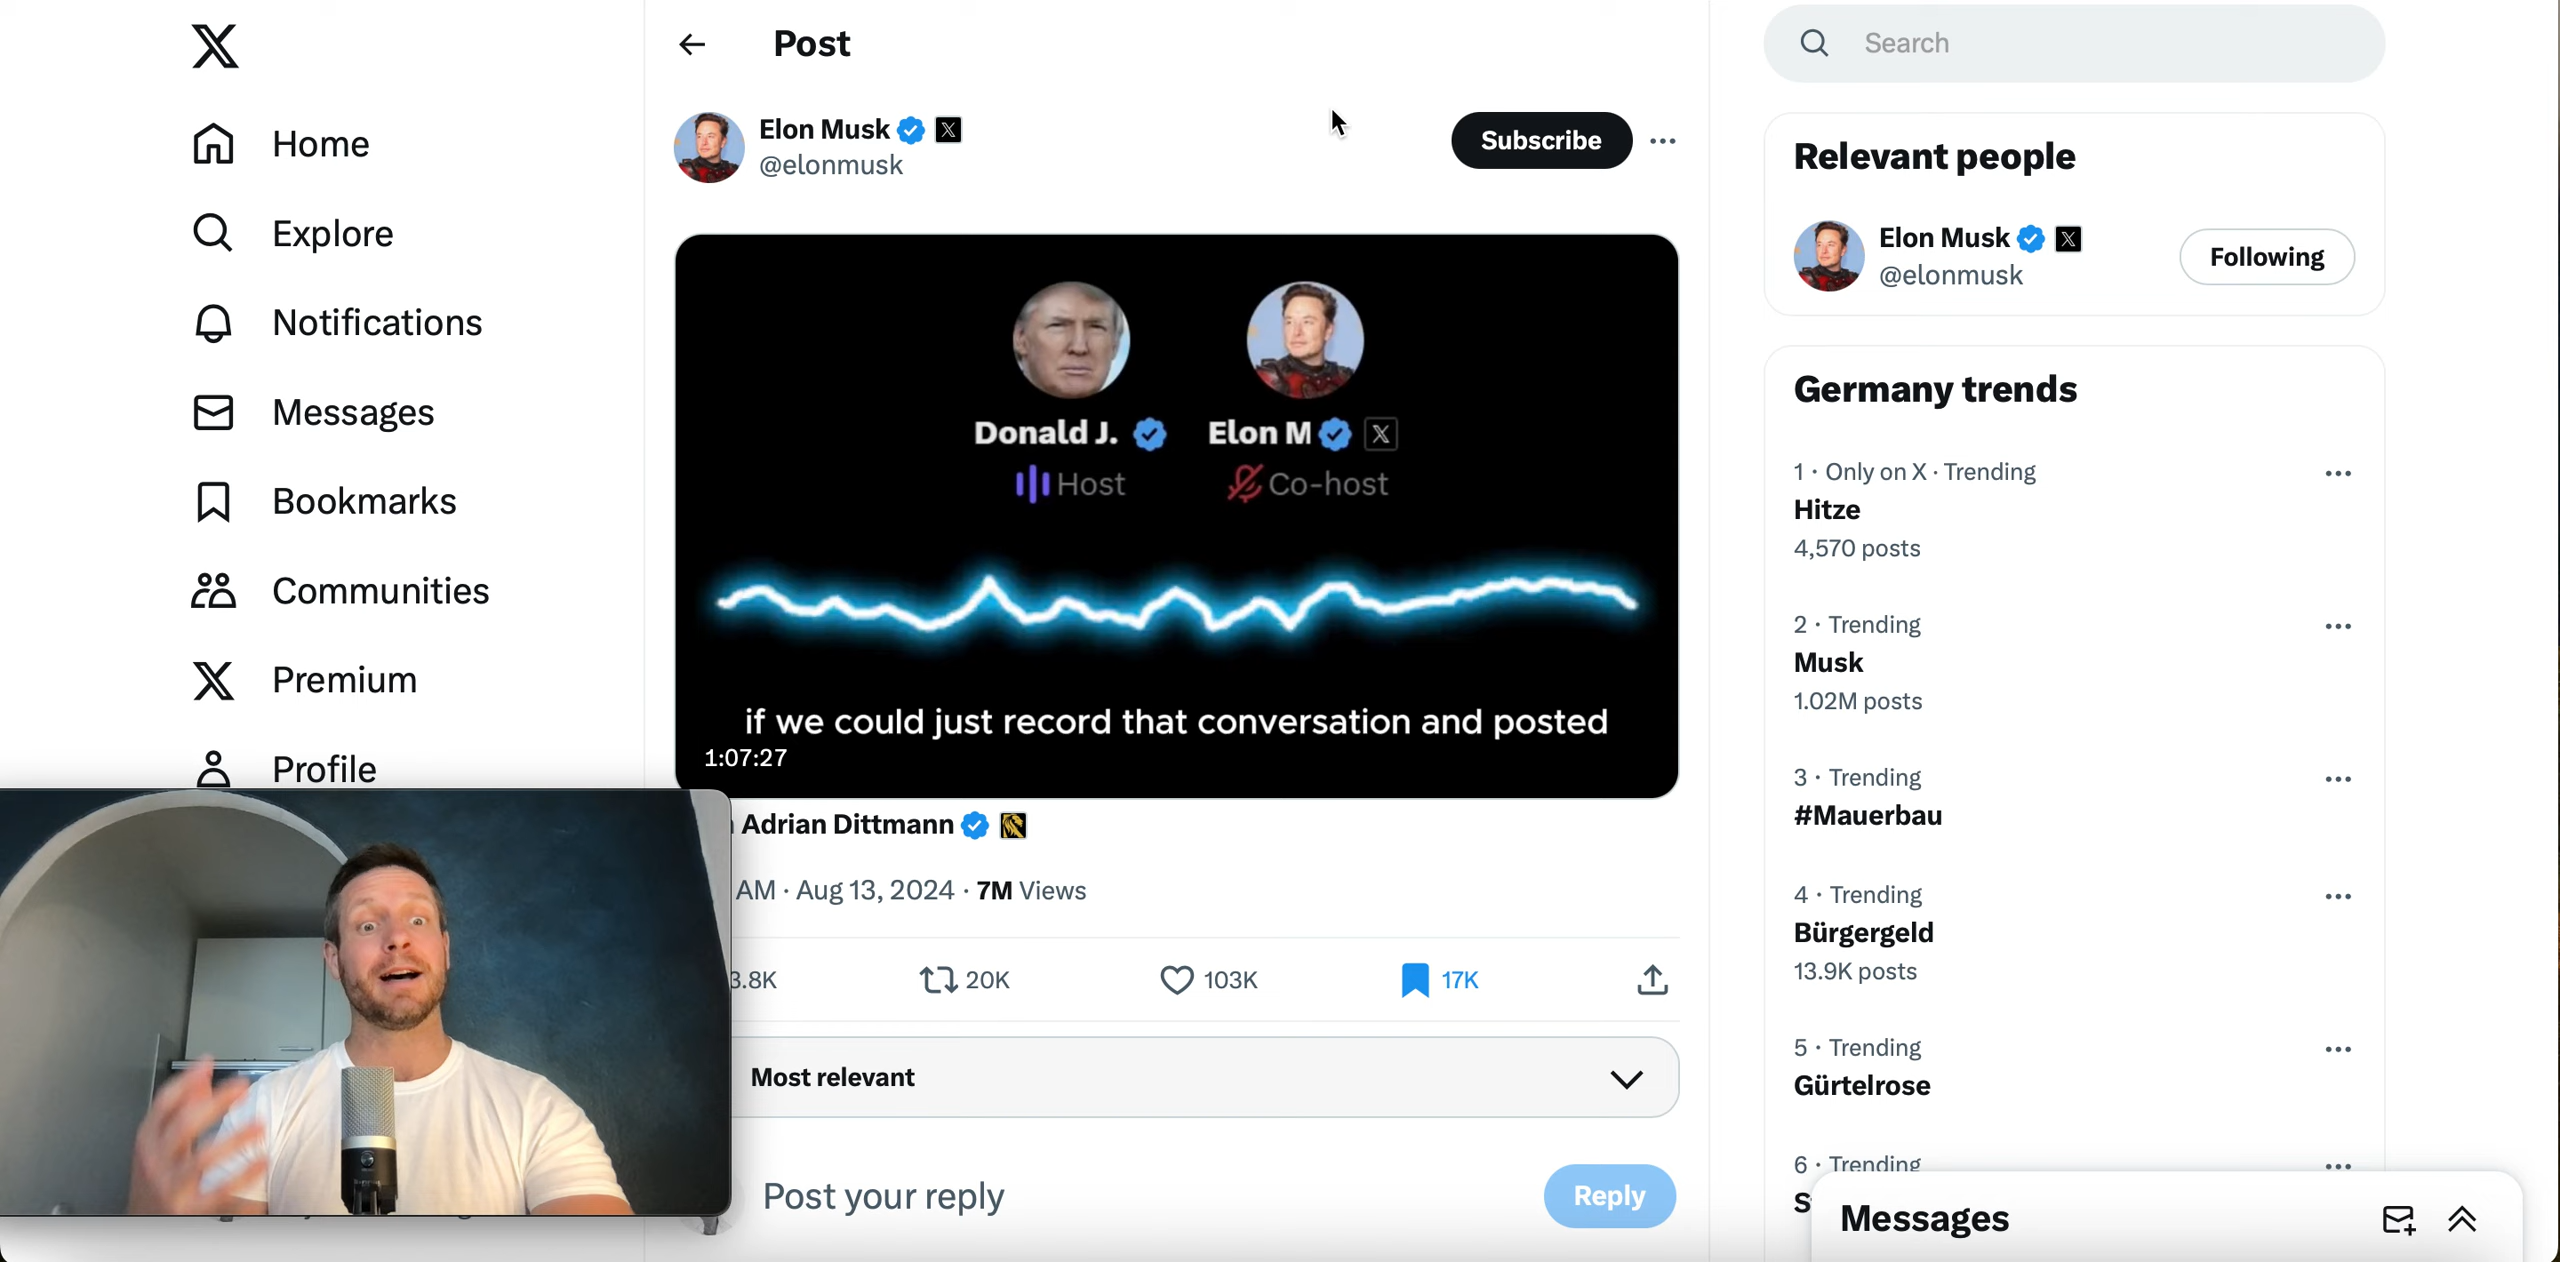 Home
Explore
Notifications
Messages
Bookmarks
Communities
Premium
Profile
Post
Elon Musk
@elonmusk
Subscribe
Donald J.
Host
Elon M
Co-host
if we could just record that conversation and posted
1:07:27
Adrian Dittmann
AM · Aug 13, 2024 · 7M Views
3.8K
20K
103K
17K
Most relevant
Post your reply
Reply
Search
Relevant people
Elon Musk
@elonmusk
Following
Germany trends
1 · Only on X · Trending
Hitze
4,570 posts
2 · Trending
Musk
1.02M posts
3 · Trending
#Mauerbau
4 · Trending
Bürgergeld
13.9K posts
5 · Trending
Gürtelrose
6 · Trending
Messages